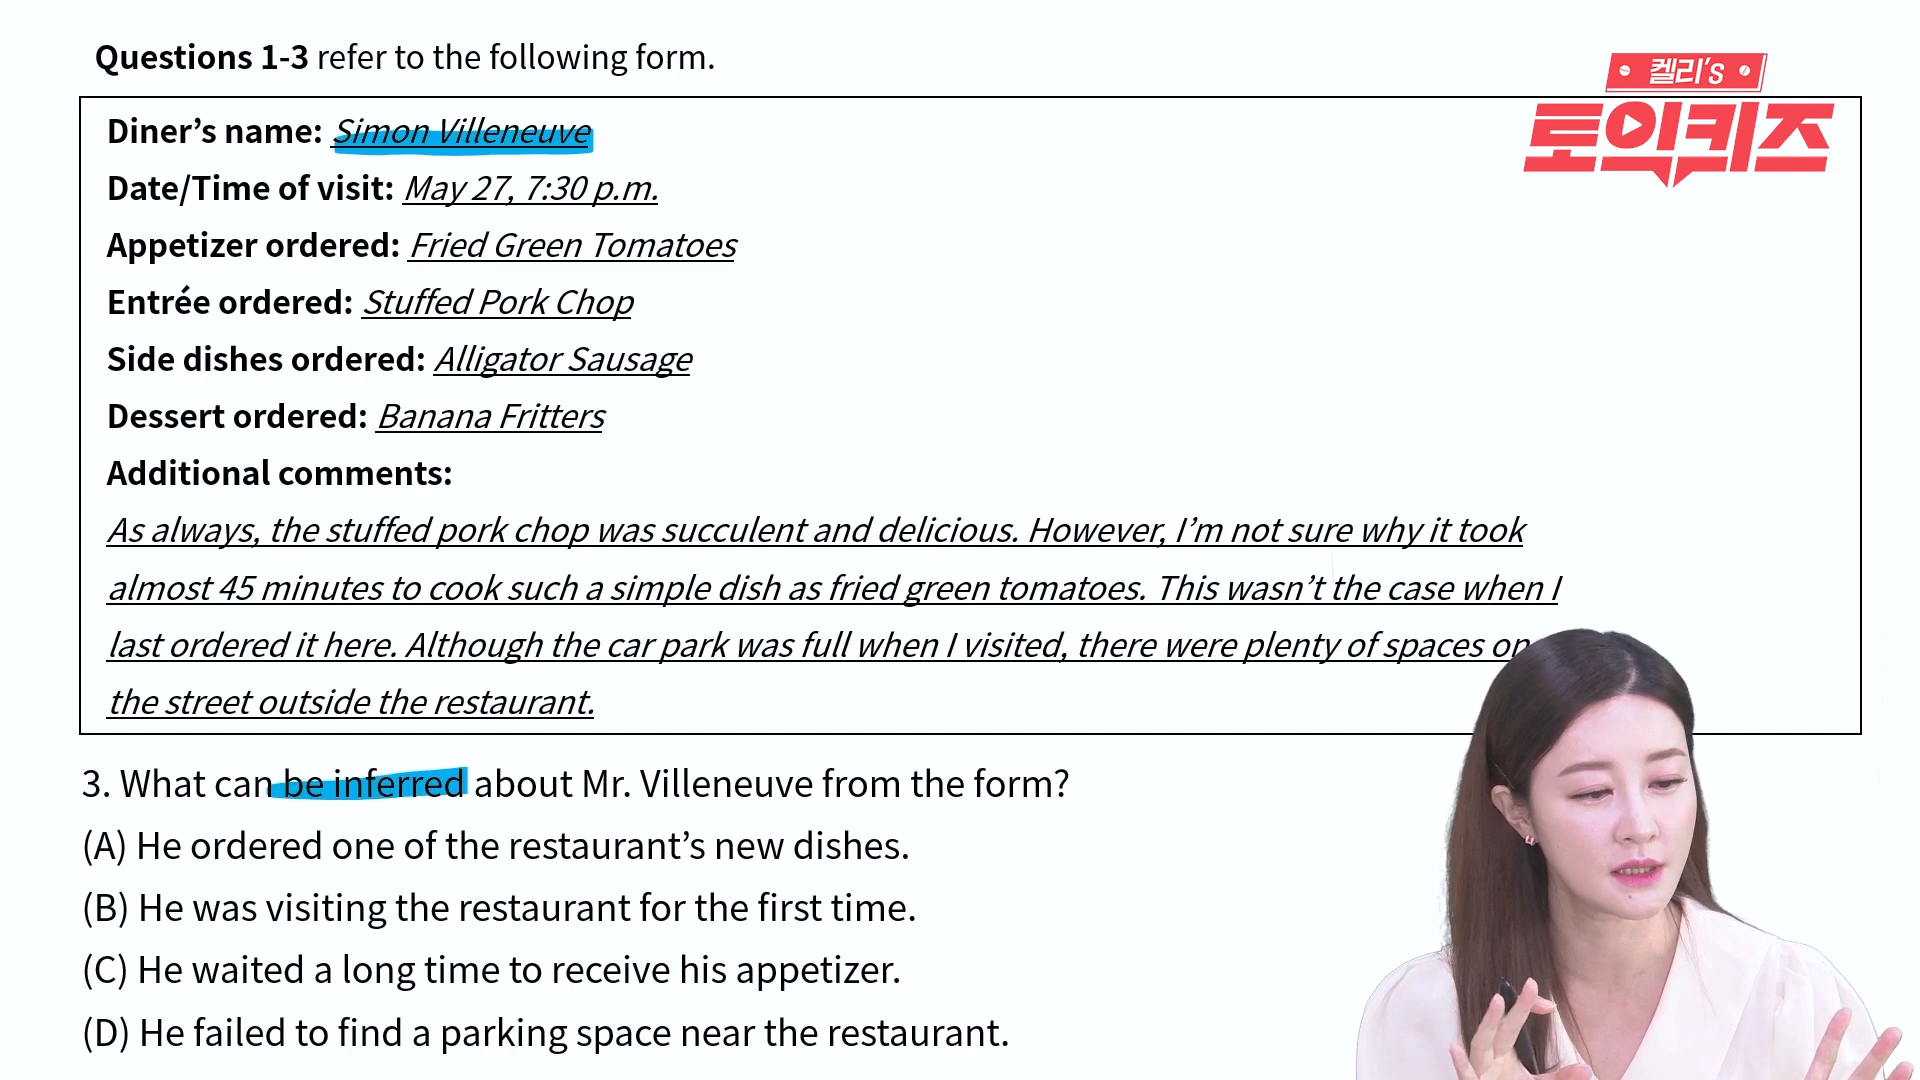 Questions 1-3 refer to the following form.
켈리's
토익키즈
Diner’s name: Simon Villeneuve
Date/Time of visit: May 27, 7:30 p.m.
Appetizer ordered: Fried Green Tomatoes
Entrée ordered: Stuffed Pork Chop
Side dishes ordered: Alligator Sausage
Dessert ordered: Banana Fritters
Additional comments:
As always, the stuffed pork chop was succulent and delicious. However, I’m not sure why it took
almost 45 minutes to cook such a simple dish as fried green tomatoes. This wasn’t the case when I
last ordered it here. Although the car park was full when I visited, there were plenty of spaces on
the street outside the restaurant.
3. What can be inferred about Mr. Villeneuve from the form?
(A) He ordered one of the restaurant’s new dishes.
(B) He was visiting the restaurant for the first time.
(C) He waited a long time to receive his appetizer.
(D) He failed to find a parking space near the restaurant.